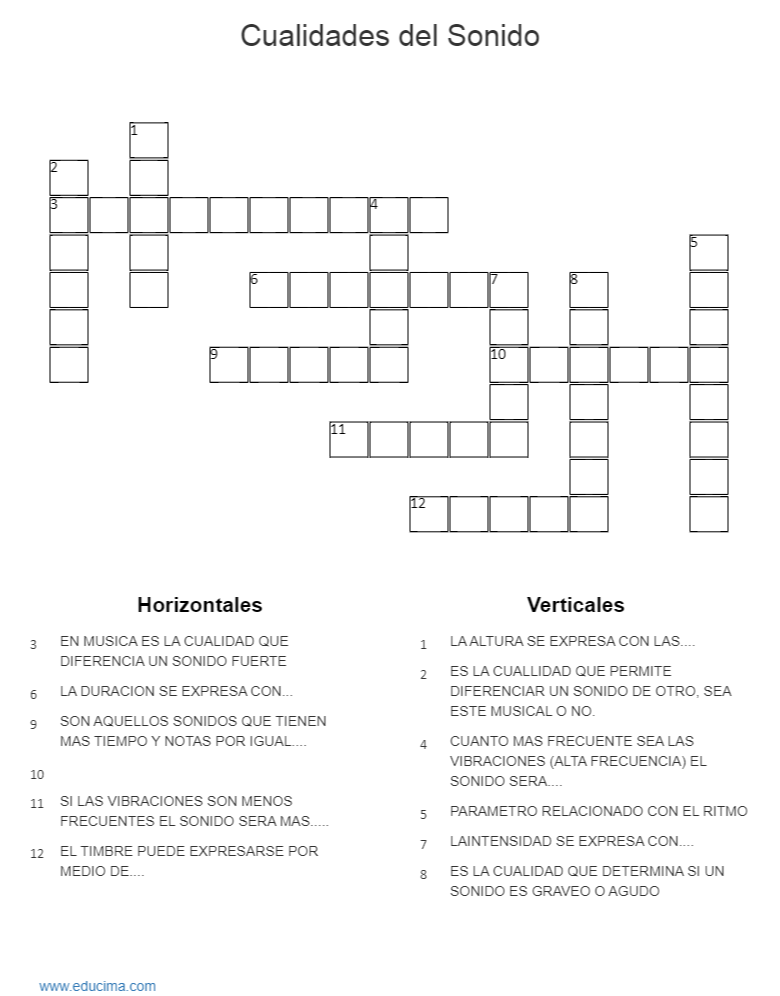 Cualidades del Sonido
1
2
3
4
5
6
7
8
9
10
11
12
Horizontales
3 EN MUSICA ES LA CUALIDAD QUE
DIFERENCIA UN SONIDO FUERTE
6 LA DURACION SE EXPRESA CON...
9 SON AQUELLOS SONIDOS QUE TIENEN
MAS TIEMPO Y NOTAS POR IGUAL....
10
11 SI LAS VIBRACIONES SON MENOS
FRECUENTES EL SONIDO SERA MAS.....
12 EL TIMBRE PUEDE EXPRESARSE POR
MEDIO DE....
Verticales
1 LA ALTURA SE EXPRESA CON LAS....
2 ES LA CUALLIDAD QUE PERMITE
DIFERENCIAR UN SONIDO DE OTRO, SEA
ESTE MUSICAL O NO.
4 CUANTO MAS FRECUENTE SEA LAS
VIBRACIONES (ALTA FRECUENCIA) EL
SONIDO SERA....
5 PARAMETRO RELACIONADO CON EL RITMO
7 LAINTENSIDAD SE EXPRESA CON....
8 ES LA CUALIDAD QUE DETERMINA SI UN
SONIDO ES GRAVEO O AGUDO
www.educima.com